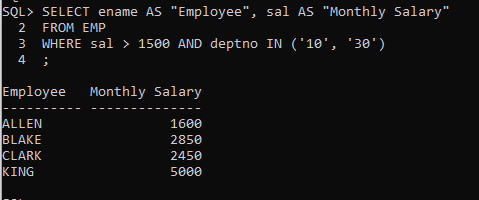 SQL> SELECT ename AS "Employee", sal AS "Monthly Salary"
  2  FROM EMP
  3  WHERE sal > 1500 AND deptno IN ('10', '30')
  4  ;
Employee   Monthly Salary
---------- --------------
ALLEN                1600
BLAKE                2850
CLARK                2450
KING                 5000